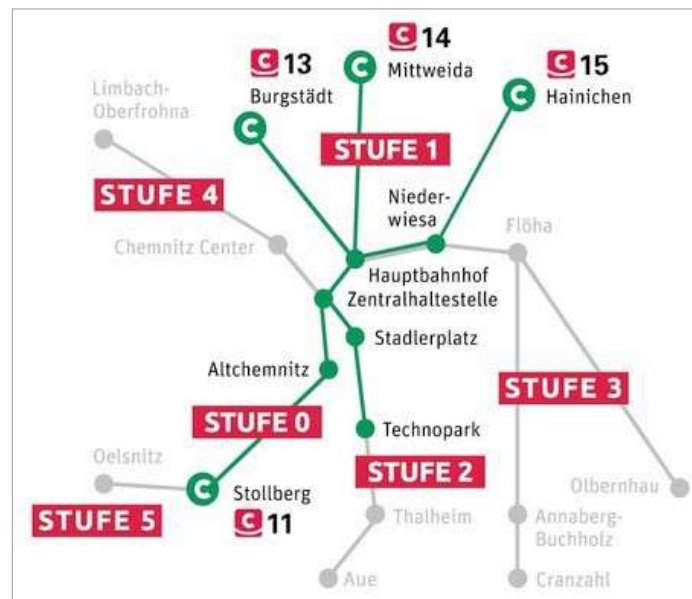 C 14
C 13
Mittweida
C 15
Limbach-
Oberfrohna
Burgstädt
C
C
Hainichen
C
STUFE 1
STUFE 4
Nieder-
wiesa
Flöha
Chemnitz Center
Hauptbahnhof
Zentralhaltestelle
Stadlerplatz
Altchemnitz
STUFE 3
STUFE 0
Technopark
Oelsnitz
STUFE 2
Olbernhau
C
Stollberg
STUFE 5
C 11
Thalheim
Annaberg-
Buchholz
Aue
Cranzahl